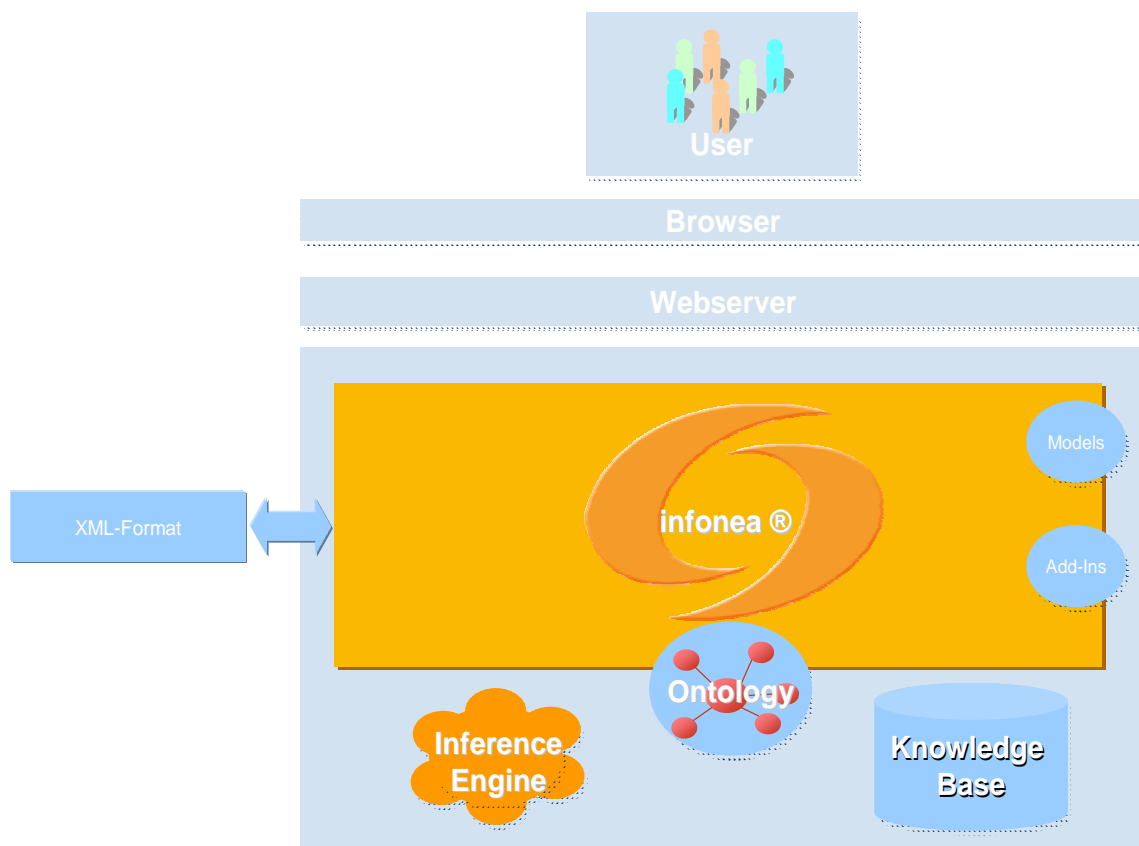 User
Browser
Webserver
Models
XML-Format
infonea ®
Add-Ins
Ontology
Inference
Engine
Knowledge
Base